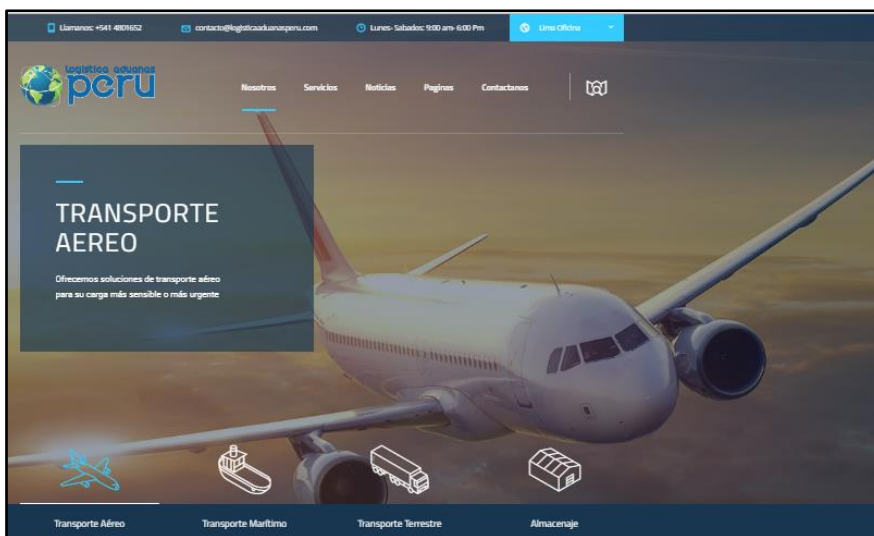 Llamanos: +541 4801652
contacto@logisticaaduanasperu.com
Lunes- Sabados: 9:00 am- 6:00 Pm
Lima Oficina
logistica aduanas
peru
Nosotros
Servicios
Noticias
Paginas
Contactanos
TRANSPORTE
AEREO
Ofrecemos soluciones de transporte aéreo
para su carga más sensible o más urgente
Transporte Aéreo
Transporte Marítimo
Transporte Terrestre
Almacenaje